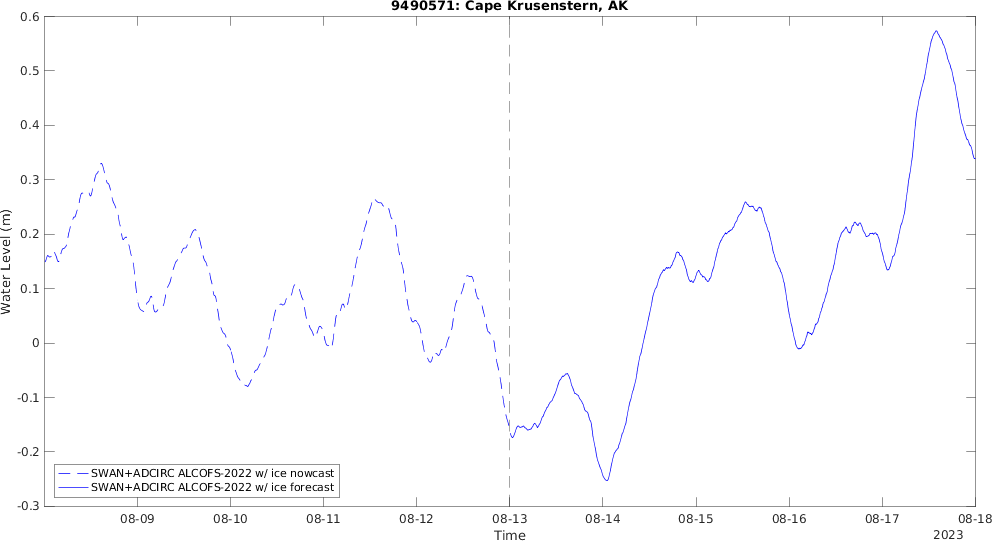 9490571: Cape Krusenstern, AK
0.6
0.5
0.4
0.3
0.2
0.1
0
-0.1
-0.2
-0.3
Water Level (m)
SWAN+ADCIRC ALCOFS-2022 w/ ice nowcast
SWAN+ADCIRC ALCOFS-2022 w/ ice forecast
08-09 08-10 08-11 08-12 08-13 08-14 08-15 08-16 08-17 08-18
Time
2023